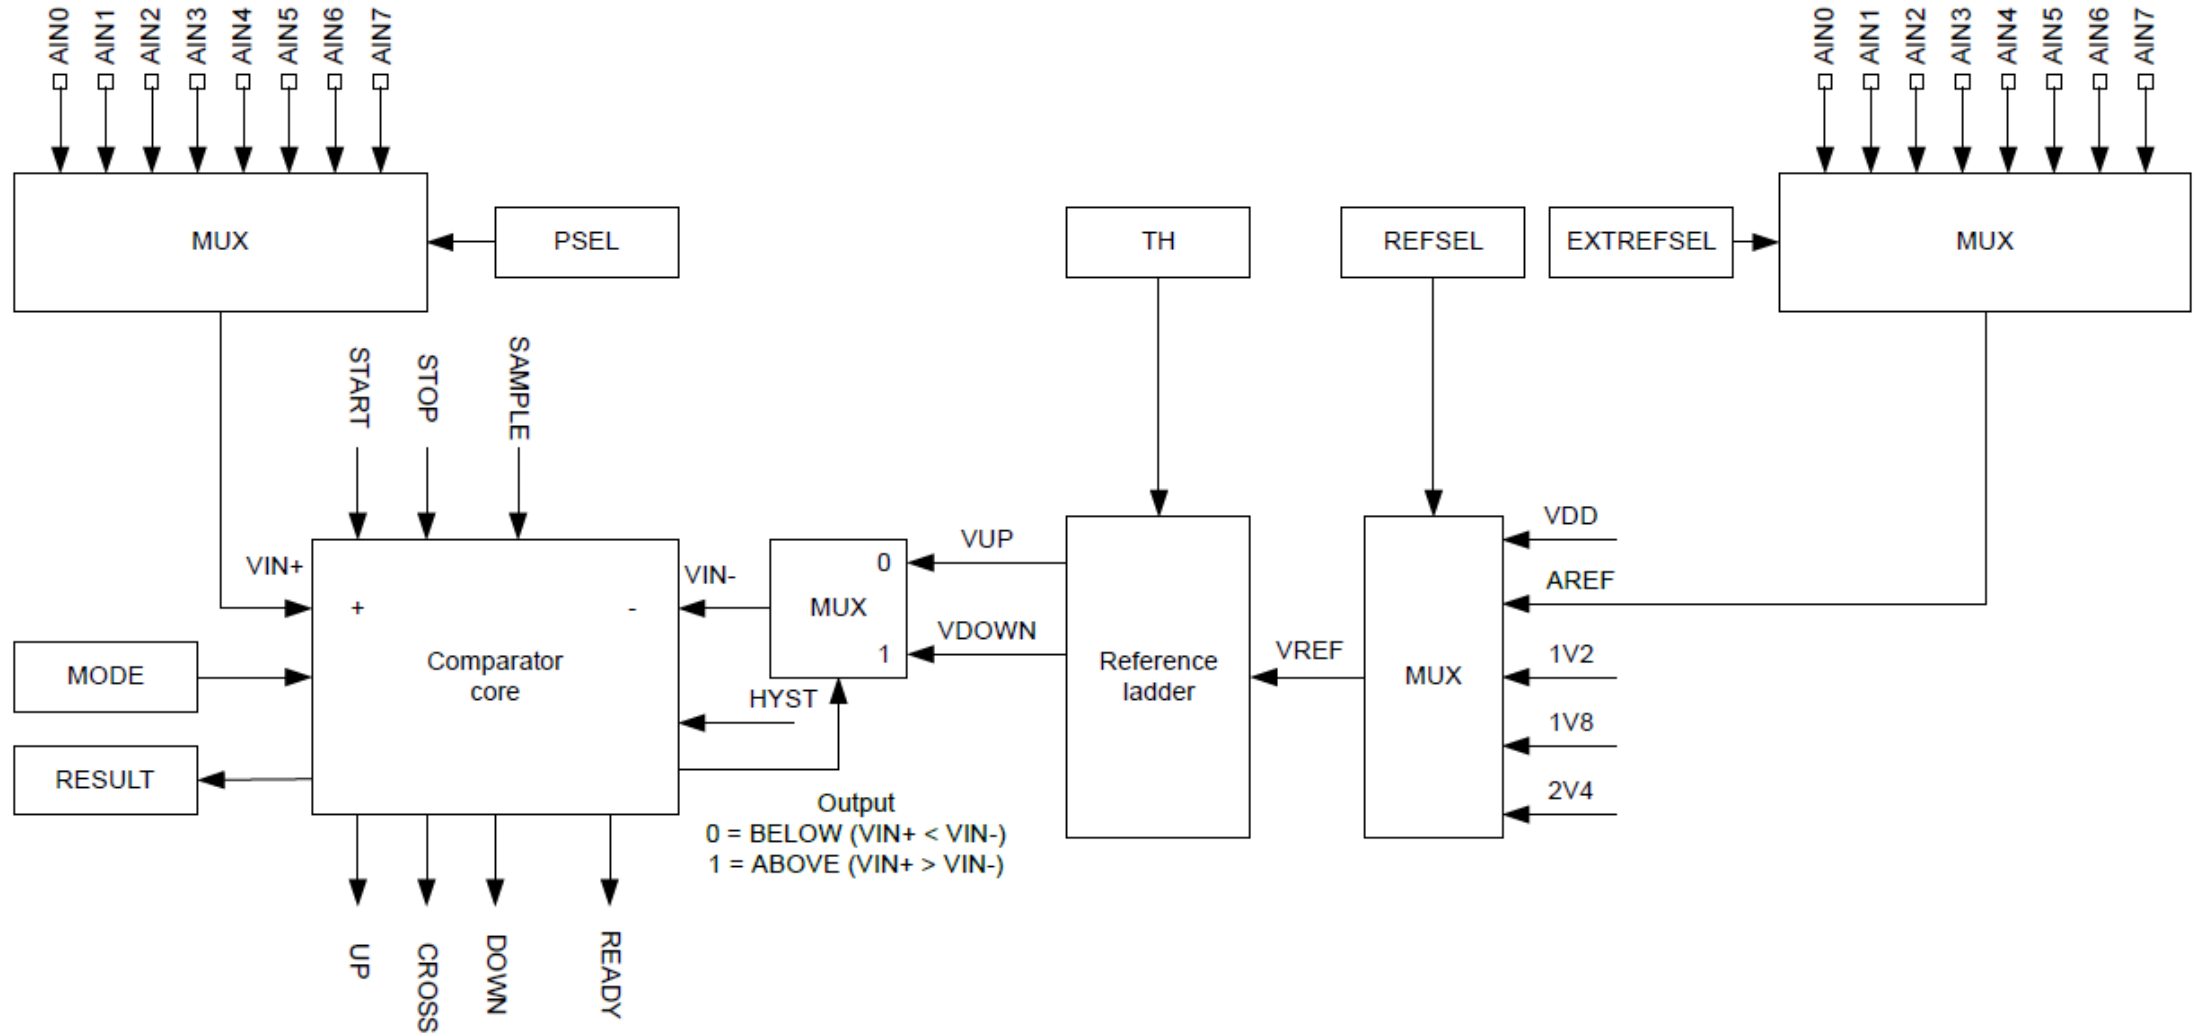 AIN0
AIN1
AIN2
AIN3
AIN4
AIN5
AIN6
AIN7
AIN0
AIN1
AIN2
AIN3
AIN4
AIN5
AIN6
AIN7
MUX
PSEL
TH
REFSEL
EXTREFSEL
MUX
START
STOP
SAMPLE
VIN+
+
-
VIN-
0
MUX
1
VUP
VDOWN
MODE
Comparator
core
HYST
RESULT
Output
0 = BELOW (VIN+ < VIN-)
1 = ABOVE (VIN+ > VIN-)
Reference
ladder
VREF
MUX
VDD
AREF
1V2
1V8
2V4
UP
CROSS
DOWN
READY